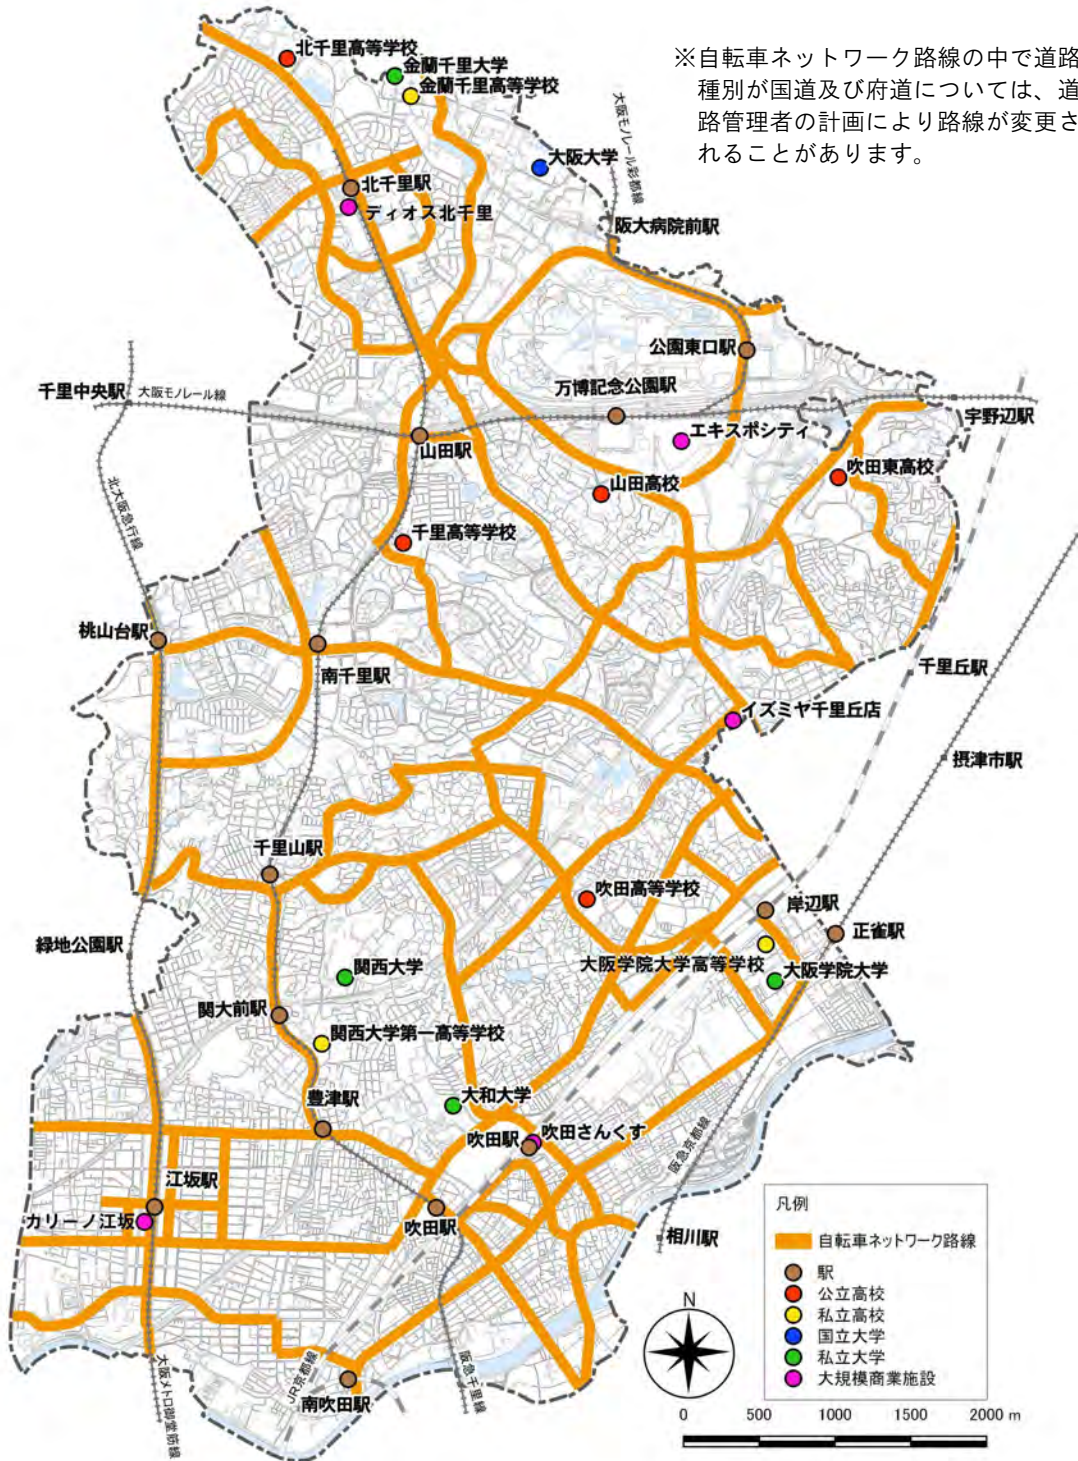 ※自転車ネットワーク路線の中で道路
種別が国道及び府道については、道
路管理者の計画により路線が変更さ
れることがあります。
北千里高等学校
金蘭千里大学
金蘭千里高等学校
大阪モノレール彩都線
大阪大学
北千里駅
ディオス北千里
阪大病院前駅
公園東口駅
千里中央駅
大阪モノレール線
万博記念公園駅
宇野辺駅
山田駅
エキスポシティ
吹田東高校
山田高校
北大阪急行線
千里高等学校
桃山台駅
南千里駅
千里丘駅
イズミヤ千里丘店
摂津市駅
千里山駅
吹田高等学校
岸辺駅
正雀駅
緑地公園駅
関西大学
大阪学院大学高等学校
大阪学院大学
関大前駅
関西大学第一高等学校
豊津駅
大和大学
吹田駅
吹田さんくす
阪急京都線
江坂駅
カリーノ江坂
吹田駅
相川駅
凡例
自転車ネットワーク路線
駅
公立高校
私立高校
国立大学
私立大学
大規模商業施設
N
大阪メトロ御堂筋線
JR京都線
阪急千里線
南吹田駅
0 500 1000 1500 2000 m